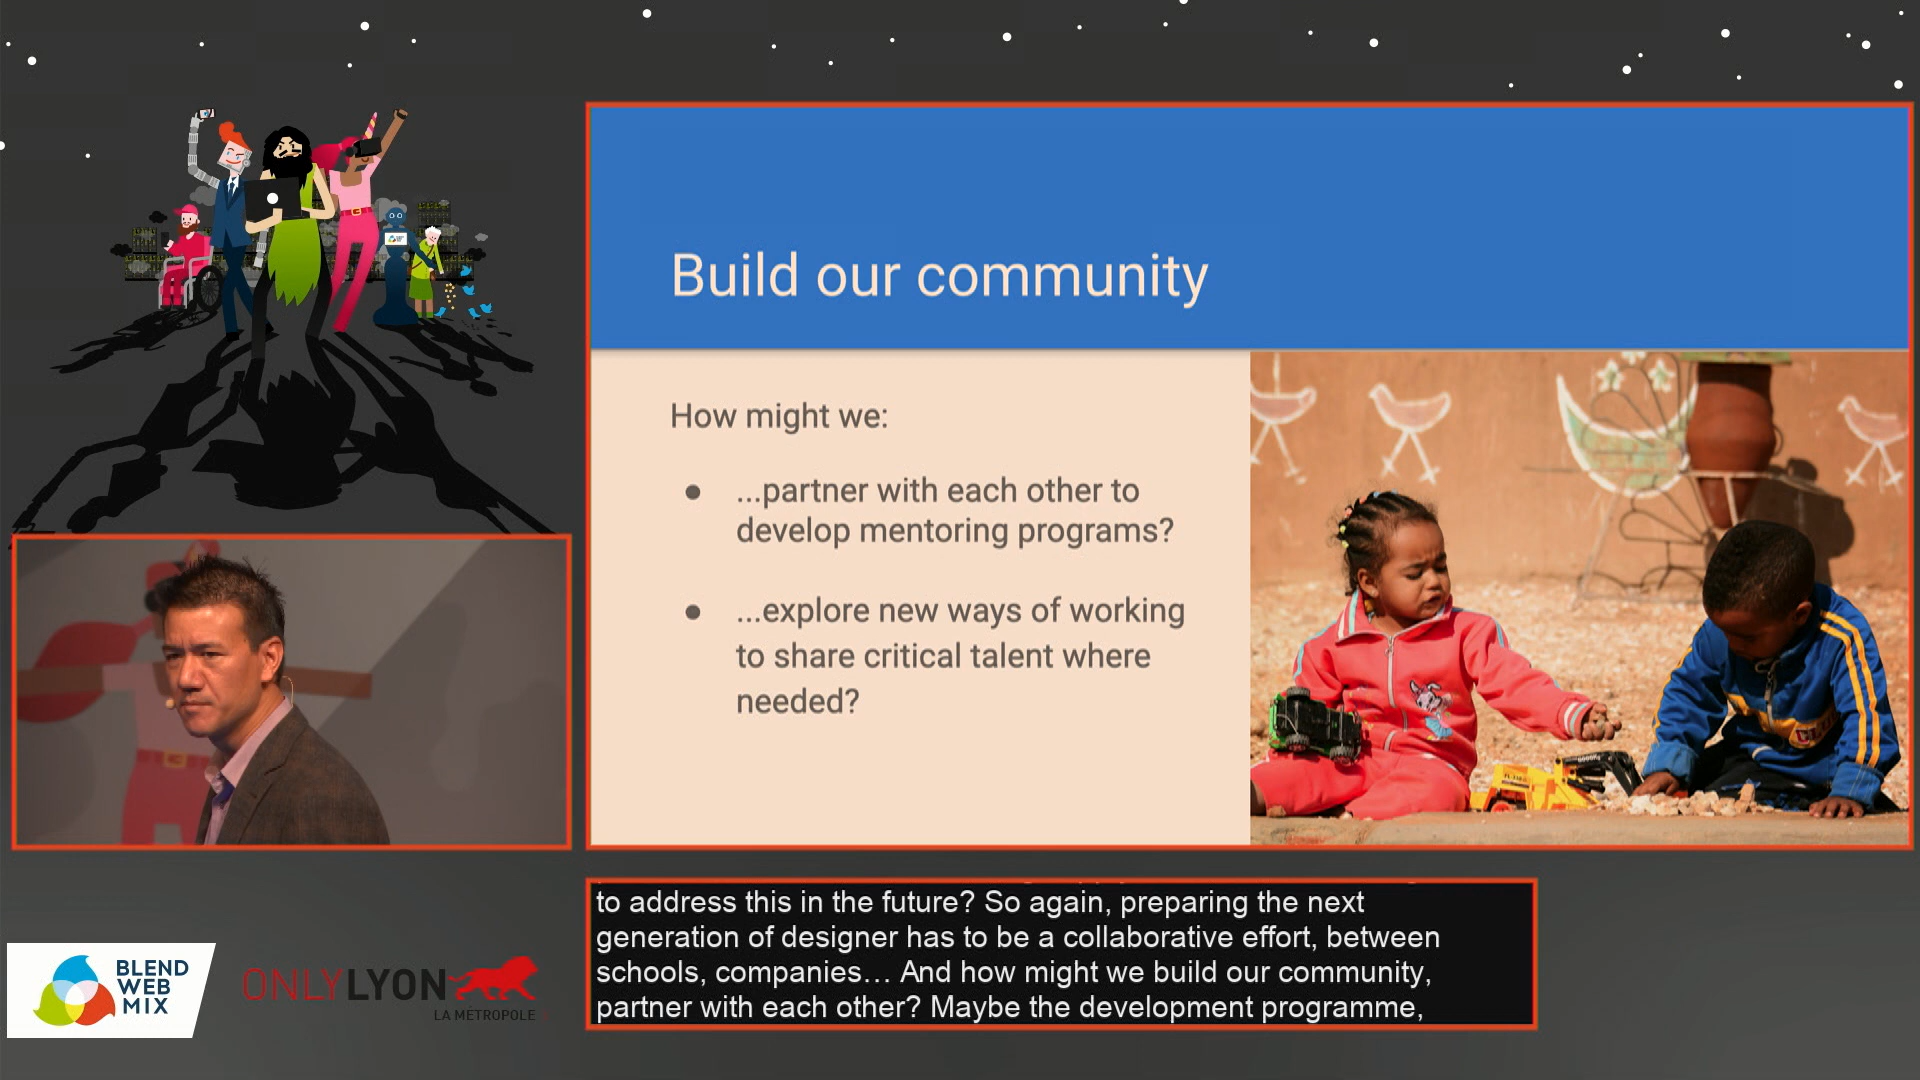 Build our community
How might we:
...partner with each other to
develop mentoring programs?
...explore new ways of working
to share critical talent where
needed?
to address this in the future? So again, preparing the next
generation of designer has to be a collaborative effort, between
schools, companies… And how might we build our community,
partner with each other? Maybe the development programme,
BLEND
WEB
MIX
ONLYLYON
LA METROPOLE